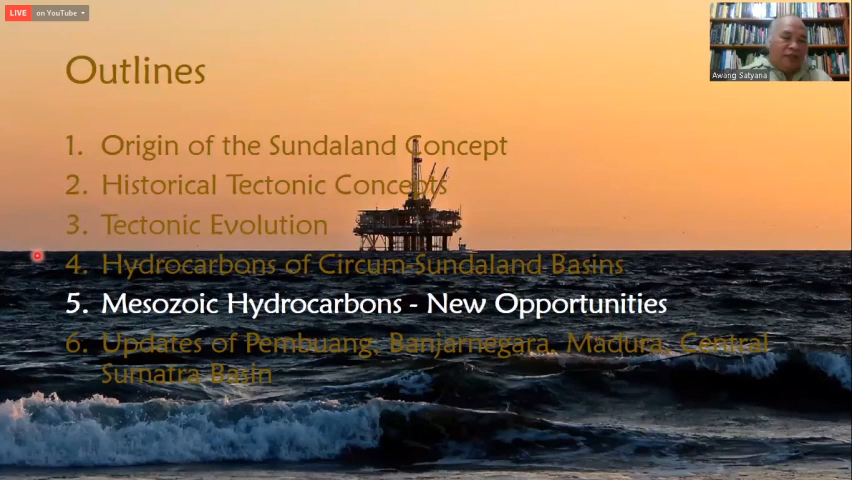 LIVE on YouTube
Awang Satyana
Outlines
1. Origin of the Sundaland Concept
2. Historical Tectonic Concepts
3. Tectonic Evolution
4. Hydrocarbons of Circum-Sundaland Basins
5. Mesozoic Hydrocarbons - New Opportunities
6. Updates of Pembuang, Banjarnegara, Madura, Central
Sumatra Basin